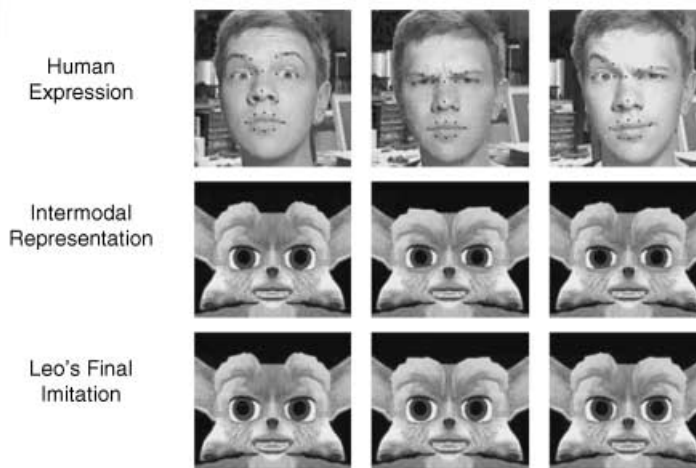 Human
Expression
Intermodal
Representation
Leo's Final
Imitation